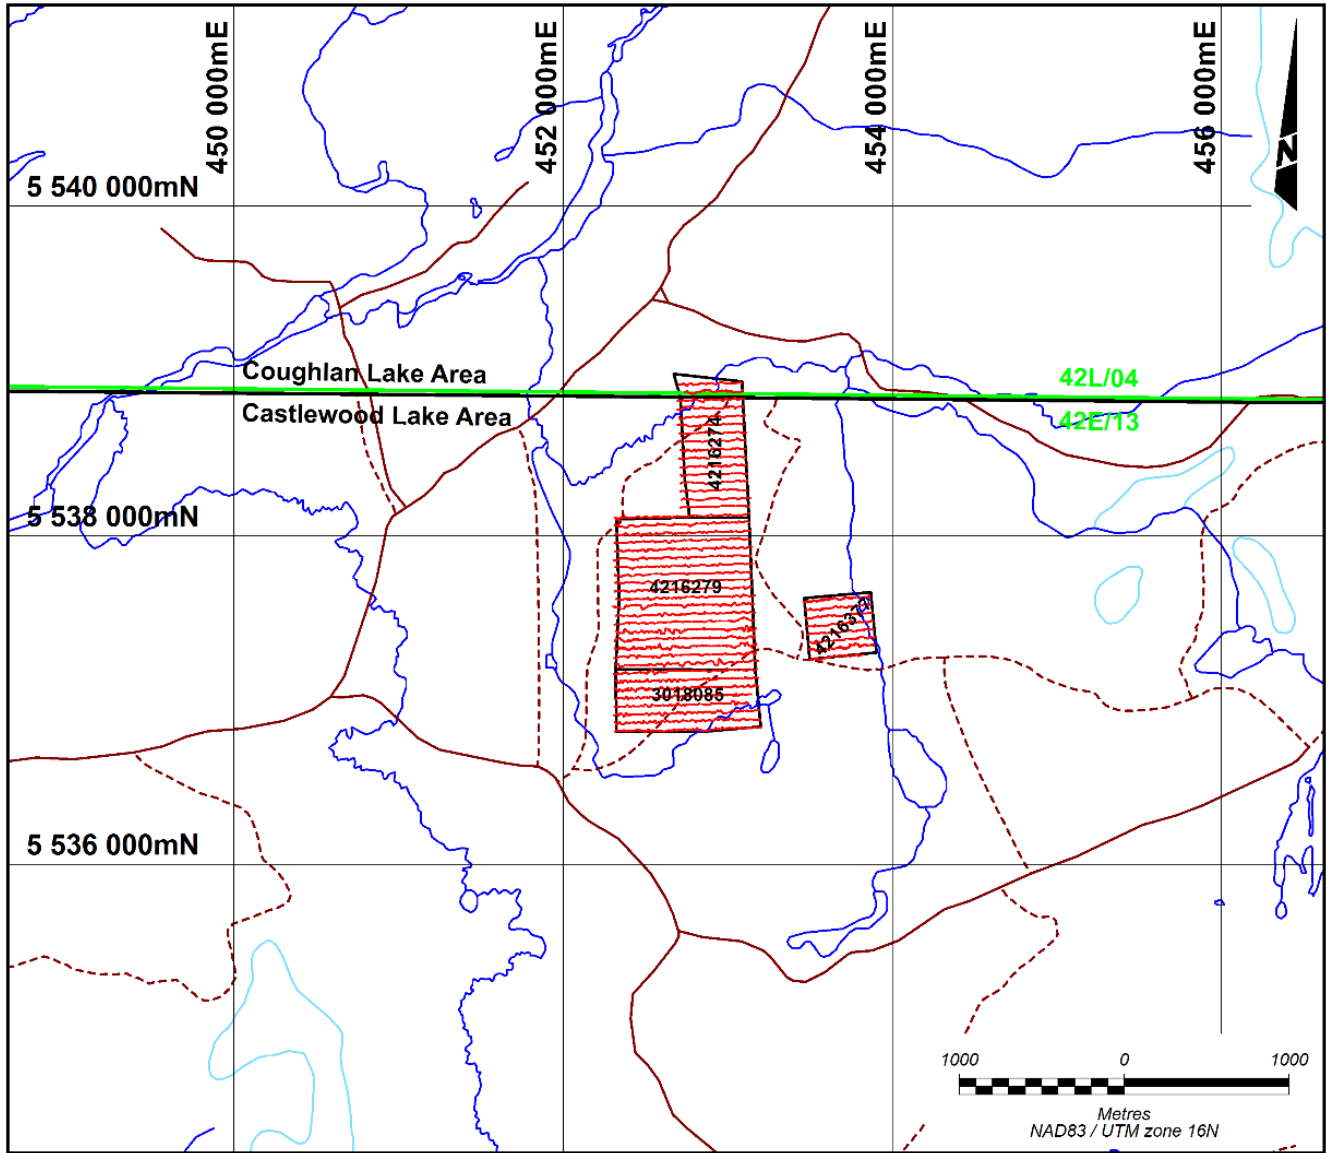 450 000mE
452 000mE
454 000mE
456 000mE
N
5 540 000mN
Coughlan Lake Area
42L/04
Castlewood Lake Area
42E/13
4216274
5 538 000mN
4216279
4216377
3018085
5 536 000mN
1000 0 1000
Metres
NAD83 / UTM zone 16N